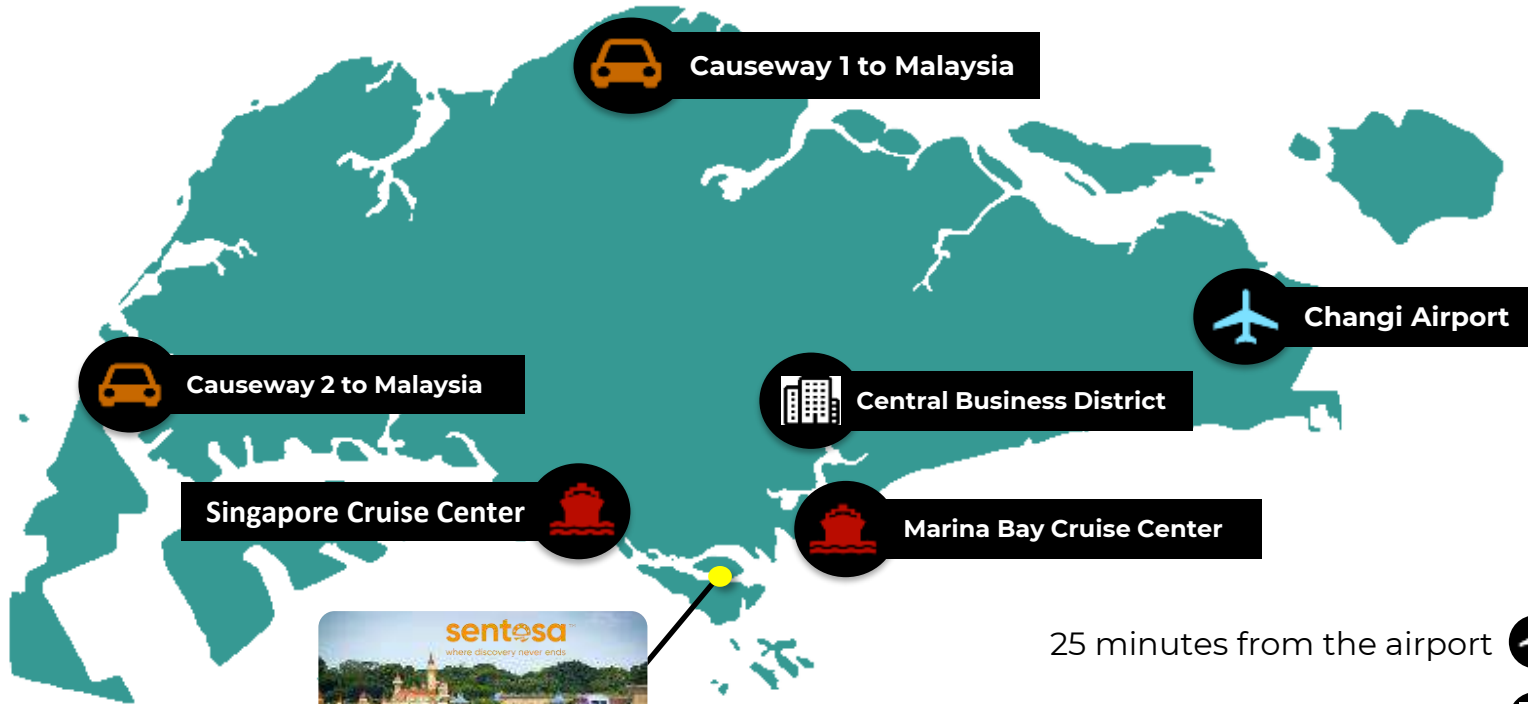 Causeway 1 to Malaysia
Changi Airport
Causeway 2 to Malaysia
Central Business District
Singapore Cruise Center
Marina Bay Cruise Center
sentosa
where discovery never ends
25 minutes from the airport